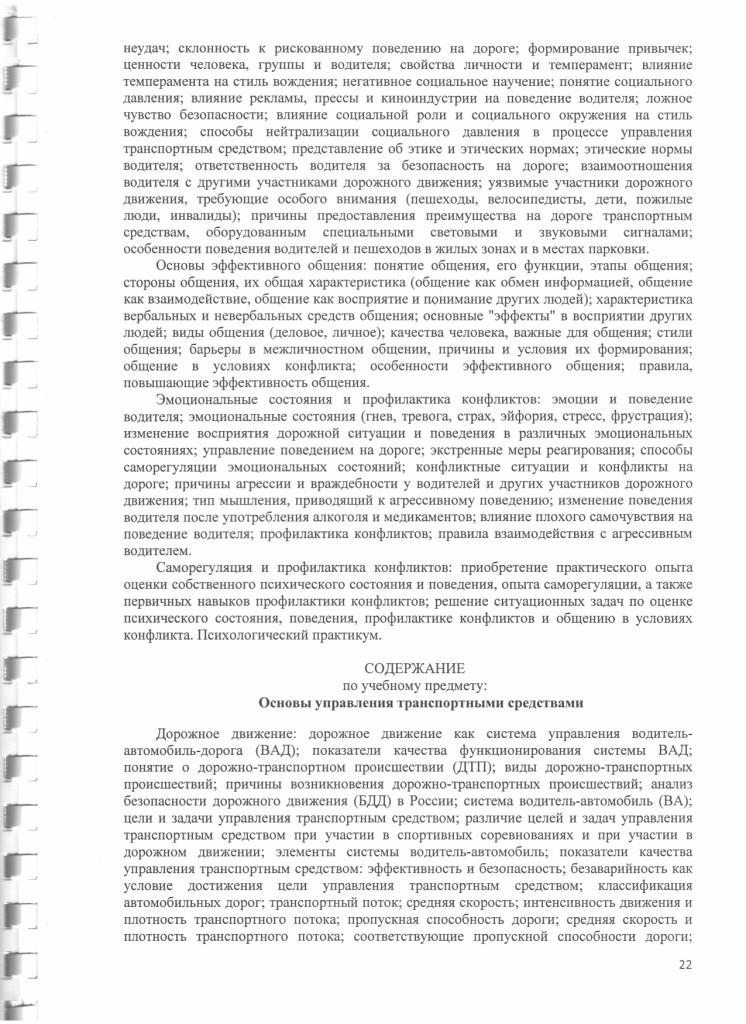 неудач; склонность к рискованному поведению на дороге; формирование привычек;
ценности человека, группы и водителя; свойства личности и темперамент; влияние
темперамента на стиль вождения; негативное социальное научение; понятие социального
давления; влияние рекламы, прессы и киноиндустрии на поведение водителя; ложное
чувство безопасности; влияние социальной роли и социального окружения на стиль
вождения; способы нейтрализации социального давления в процессе управления
транспортным средством; представление об этике и этических нормах; этические нормы
водителя; ответственность водителя за безопасность на дороге; взаимоотношения
водителя с другими участниками дорожного движения; уязвимые участники дорожного
движения, требующие особого внимания (пешеходы, велосипедисты, дети, пожилые
люди, инвалиды); причины предоставления преимущества на дороге транспортным
средствам, оборудованным специальными световыми и звуковыми сигналами;
особенности поведения водителей и пешеходов в жилых зонах и в местах парковки.
Основы эффективного общения: понятие общения, его функции, этапы общения;
стороны общения, их общая характеристика (общение как обмен информацией, общение
как взаимодействие, общение как восприятие и понимание других людей); характеристика
вербальных и невербальных средств общения; основные "эффекты" в восприятии других
людей; виды общения (деловое, личное); качества человека, важные для общения; стили
общения; барьеры в межличностном общении, причины и условия их формирования;
общение в условиях конфликта; особенности эффективного общения; правила,
повышающие эффективность общения.
Эмоциональные состояния и профилактика конфликтов: эмоции и поведение
водителя; эмоциональные состояния (гнев, тревога, страх, эйфория, стресс, фрустрация);
изменение восприятия дорожной ситуации и поведения в различных эмоциональных
состояниях; управление поведением на дороге; экстренные меры реагирования; способы
саморегуляции эмоциональных состояний; конфликтные ситуации и конфликты на
дороге; причины агрессии и враждебности у водителей и других участников дорожного
движения; тип мышления, приводящий к агрессивному поведению; изменение поведения
водителя после употребления алкоголя и медикаментов; влияние плохого самочувствия на
поведение водителя; профилактика конфликтов; правила взаимодействия с агрессивным
водителем.
Саморегуляция и профилактика конфликтов: приобретение практического опыта
оценки собственного психического состояния и поведения, опыта саморегуляции, а также
первичных навыков профилактики конфликтов; решение ситуационных задач по оценке
психического состояния, поведения, профилактике конфликтов и общению в условиях
конфликта. Психологический практикум.
СОДЕРЖАНИЕ
по учебному предмету:
Основы управления транспортными средствами
Дорожное движение: дорожное движение как система управления водитель-
автомобиль-дорога (ВАД); показатели качества функционирования системы ВАД;
понятие о дорожно-транспортном происшествии (ДТП); виды дорожно-транспортных
происшествий; причины возникновения дорожно-транспортных происшествий; анализ
безопасности дорожного движения (БДД) в России; система водитель-автомобиль (ВА);
цели и задачи управления транспортным средством; различие целей и задач управления
транспортным средством при участии в спортивных соревнованиях и при участии в
дорожном движении; элементы системы водитель-автомобиль; показатели качества
управления транспортным средством: эффективность и безопасность; безаварийность как
условие достижения цели управления транспортным средством; классификация
автомобильных дорог; транспортный поток; средняя скорость; интенсивность движения и
плотность транспортного потока; пропускная способность дороги; средняя скорость и
плотность транспортного потока; соответствующие пропускной способности дороги;
22